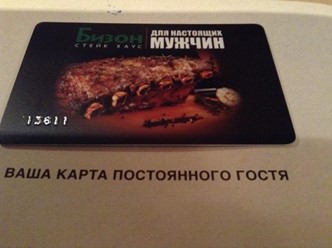 Бизон
СТЕЙК ХАУС
ДЛЯ НАСТОЯЩИХ
МУЖЧИН
13611
ВАША КАРТА ПОСТОЯННОГО ГОСТЯ